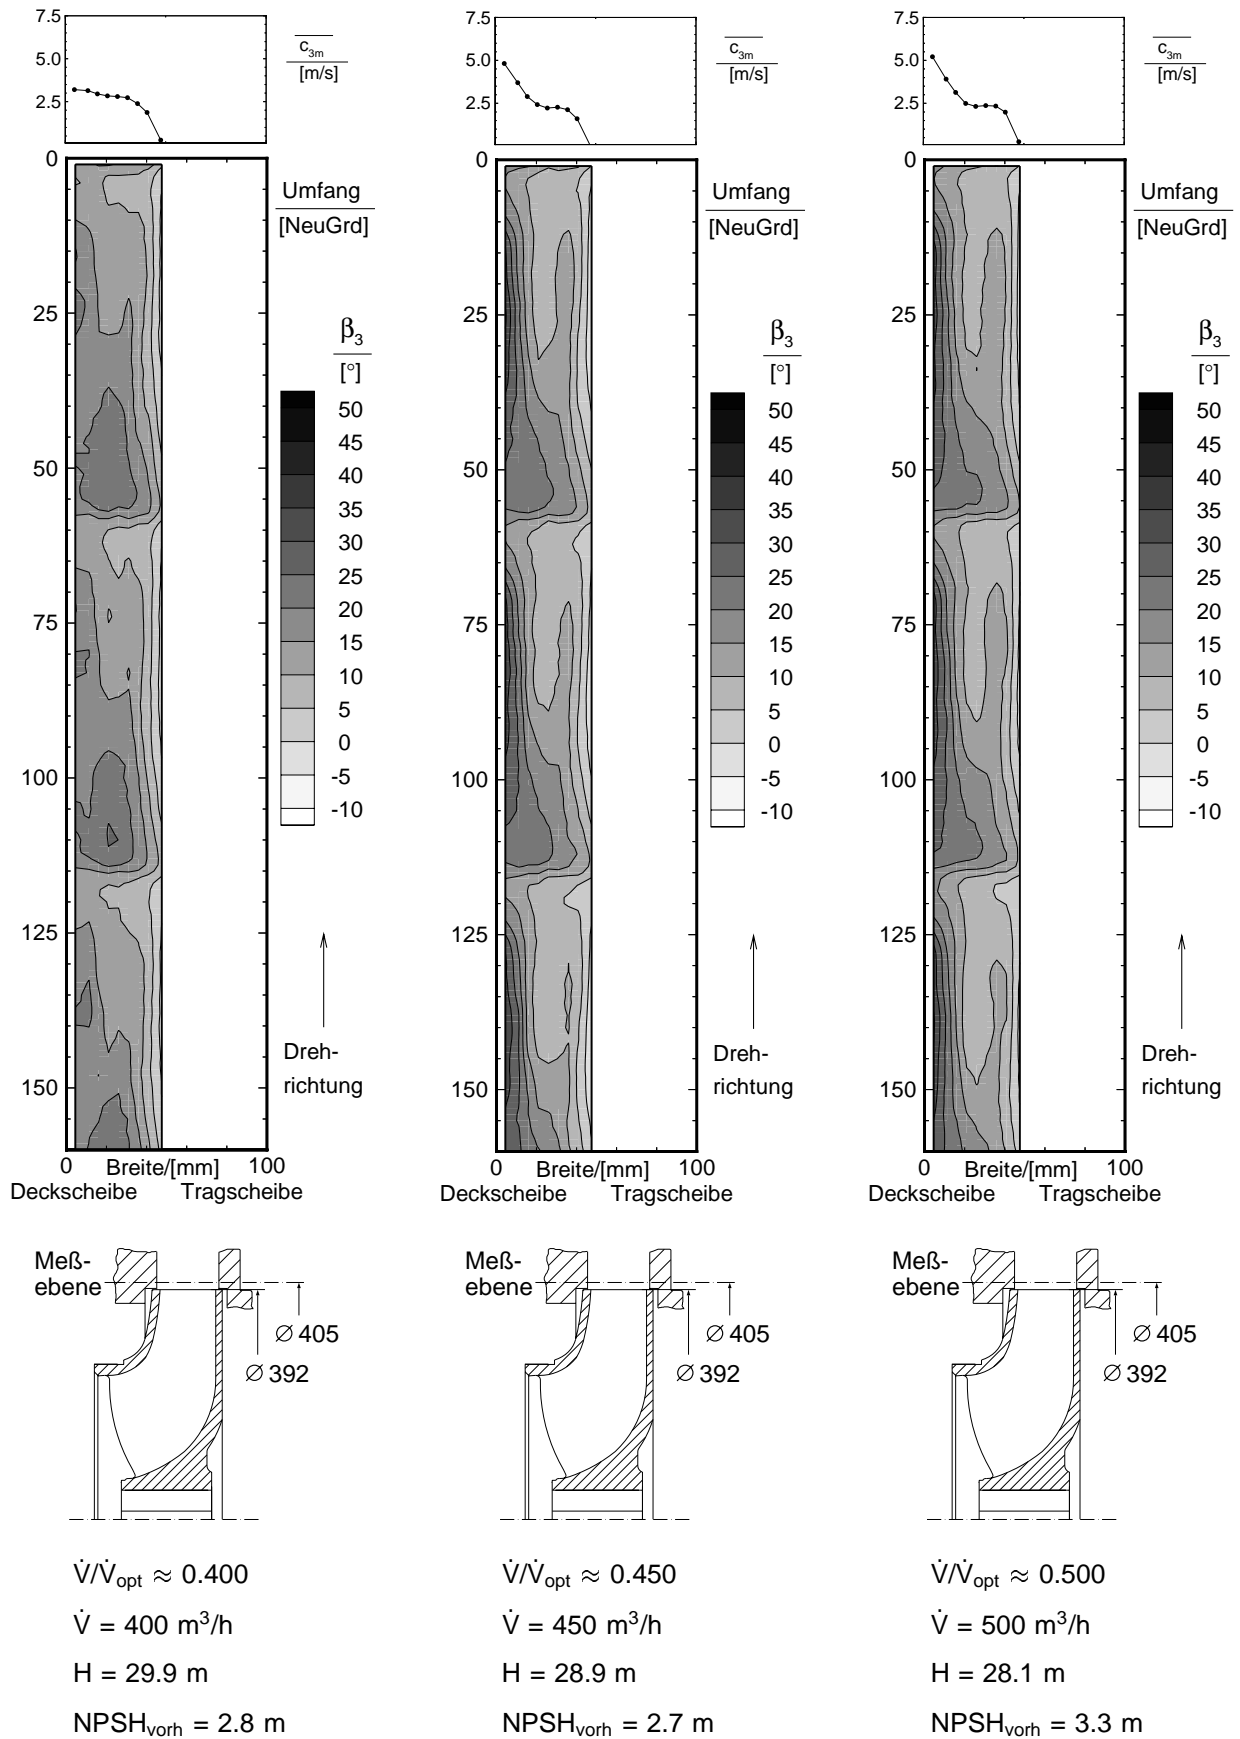 7.5
5.0
2.5
c3m
[m/s]
0
25
50
75
100
125
150
Umfang
[NeuGrd]
β3
[°]
50
45
40
35
30
25
20
15
10
5
0
-5
-10
Dreh-
richtung
0 Breite/[mm] 100
Deckscheibe Tragscheibe
Meß-
ebene
∅ 405
∅ 392
V̇/V̇opt ≈ 0.400
V̇ = 400 m³/h
H = 29.9 m
NPSHvorh = 2.8 m
7.5
5.0
2.5
c3m
[m/s]
0
25
50
75
100
125
150
Umfang
[NeuGrd]
β3
[°]
50
45
40
35
30
25
20
15
10
5
0
-5
-10
Dreh-
richtung
0 Breite/[mm] 100
Deckscheibe Tragscheibe
Meß-
ebene
∅ 405
∅ 392
V̇/V̇opt ≈ 0.450
V̇ = 450 m³/h
H = 28.9 m
NPSHvorh = 2.7 m
7.5
5.0
2.5
c3m
[m/s]
0
25
50
75
100
125
150
Umfang
[NeuGrd]
β3
[°]
50
45
40
35
30
25
20
15
10
5
0
-5
-10
Dreh-
richtung
0 Breite/[mm] 100
Deckscheibe Tragscheibe
Meß-
ebene
∅ 405
∅ 392
V̇/V̇opt ≈ 0.500
V̇ = 500 m³/h
H = 28.1 m
NPSHvorh = 3.3 m